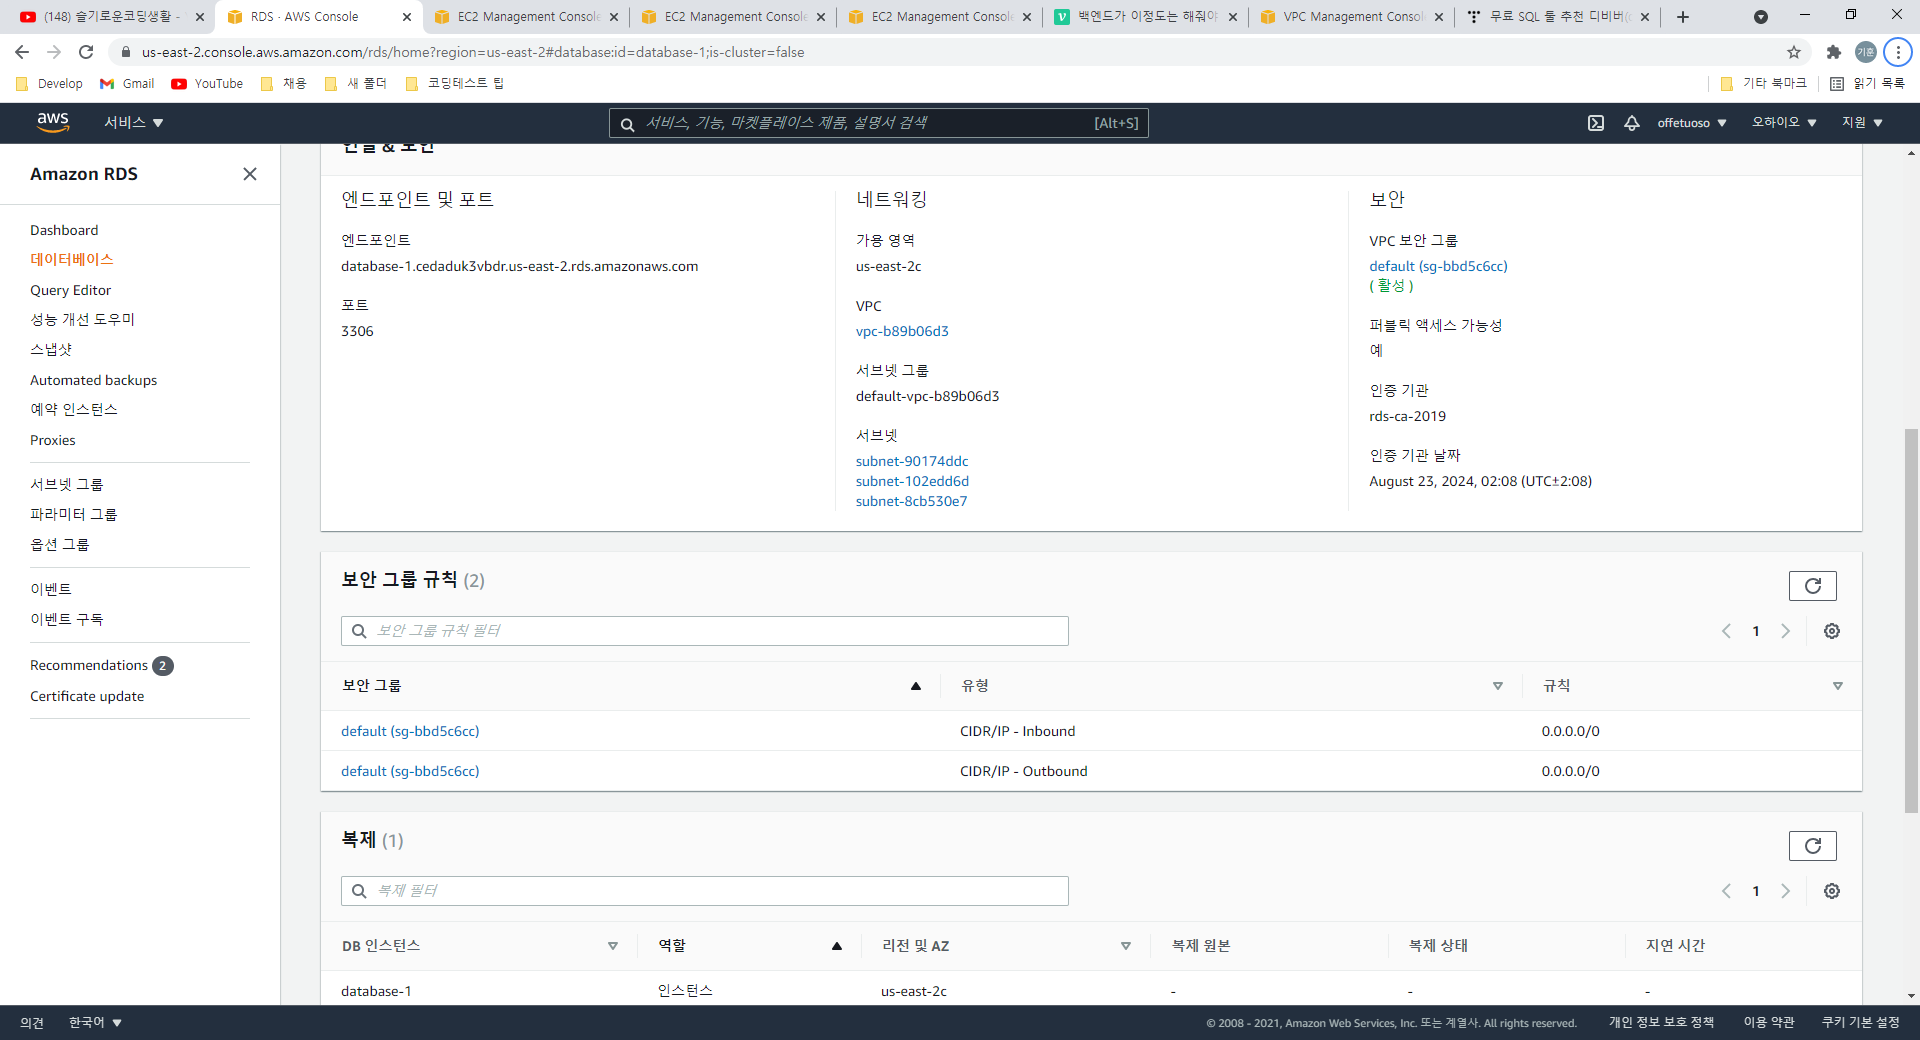 (148) 슬기로운코딩생활 -
RDS · AWS Console
EC2 Management Console
EC2 Management Console
EC2 Management Console
백엔드가 이정도는 해줘야
VPC Management Consol
무료 SQL 툴 추천 디비버(
us-east-2.console.aws.amazon.com/rds/home?region=us-east-2#database:id=database-1;is-cluster=false
기훈
Develop
Gmail
YouTube
채용
새 폴더
코딩테스트 팁
기타 북마크
읽기 목록
aws
서비스
서비스, 기능, 마켓플레이스 제품, 설명서 검색
[Alt+S]
offetuoso
오하이오
지원
Amazon RDS
Dashboard
데이터베이스
Query Editor
성능 개선 도우미
스냅샷
Automated backups
예약 인스턴스
Proxies
서브넷 그룹
파라미터 그룹
옵션 그룹
이벤트
이벤트 구독
Recommendations 2
Certificate update
연결 & 보안
엔드포인트 및 포트
엔드포인트
database-1.cedaduk3vbdr.us-east-2.rds.amazonaws.com
포트
3306
네트워킹
가용 영역
us-east-2c
VPC
vpc-b89b06d3
서브넷 그룹
default-vpc-b89b06d3
서브넷
subnet-90174ddc
subnet-102edd6d
subnet-8cb530e7
보안
VPC 보안 그룹
default (sg-bbd5c6cc)
( 활성 )
퍼블릭 액세스 가능성
예
인증 기관
rds-ca-2019
인증 기관 날짜
August 23, 2024, 02:08 (UTC±2:08)
보안 그룹 규칙 (2)
보안 그룹 규칙 필터
1
보안 그룹 유형 규칙
default (sg-bbd5c6cc) CIDR/IP - Inbound 0.0.0.0/0
default (sg-bbd5c6cc) CIDR/IP - Outbound 0.0.0.0/0
복제 (1)
복제 필터
1
DB 인스턴스 역할 리전 및 AZ 복제 원본 복제 상태 지연 시간
database-1 인스턴스 us-east-2c - - -
의견
한국어
© 2008 - 2021, Amazon Web Services, Inc. 또는 계열사. All rights reserved.
개인 정보 보호 정책
이용 약관
쿠키 기본 설정